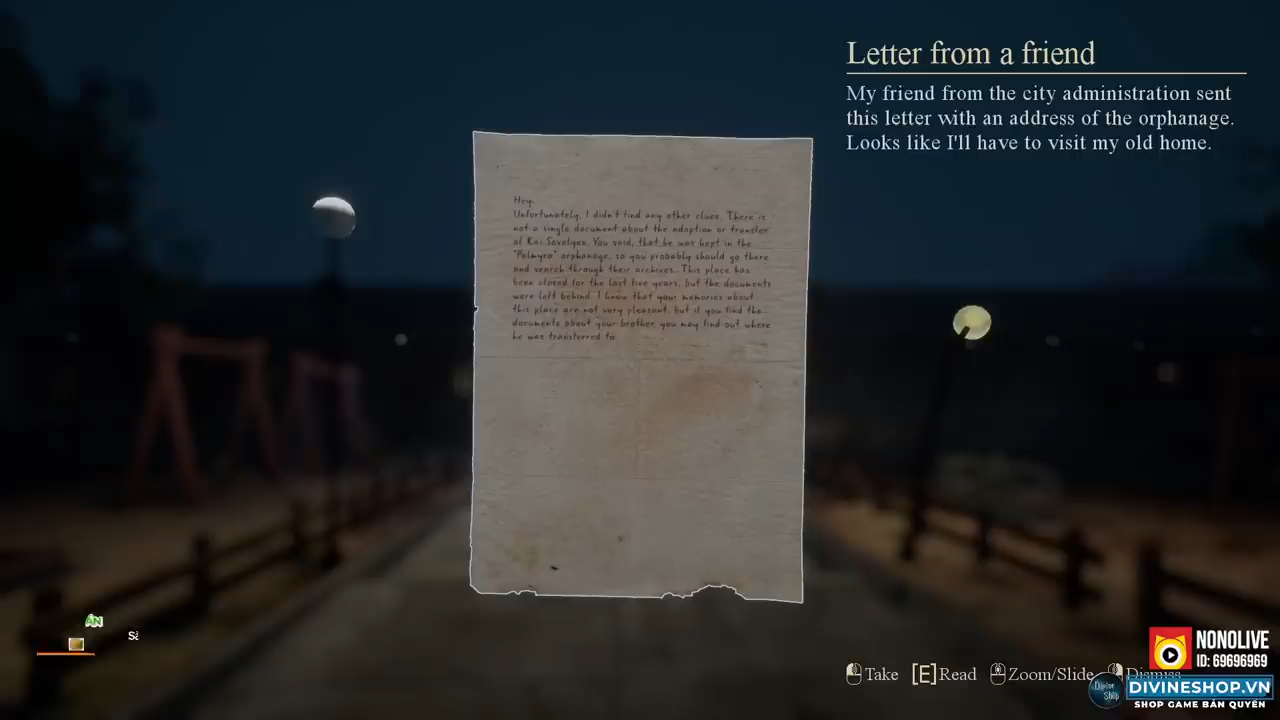 Letter from a friend
My friend from the city administration sent
this letter with an address of the orphanage.
Looks like I'll have to visit my old home.
Hey,
Unfortunately, I didn't find any other clues. There is
not a single document about the adoption or transfer
of Kai Savelyev. You said, that he was kept in the
"Palmyra" orphanage, so you probably should go there
and search through their archives. This place has
been closed for the last five years, but the documents
were left behind. I know that your memories about
this place are not very pleasant, but if you find the
documents about your brother, you may find out where
he was transferred to
AN
Take [E]Read Zoom/Slide Dismiss
NONOLIVE
ID: 69696969
Divine Shop
DIVINESHOP.VN
SHOP GAME BẢN QUYỀN